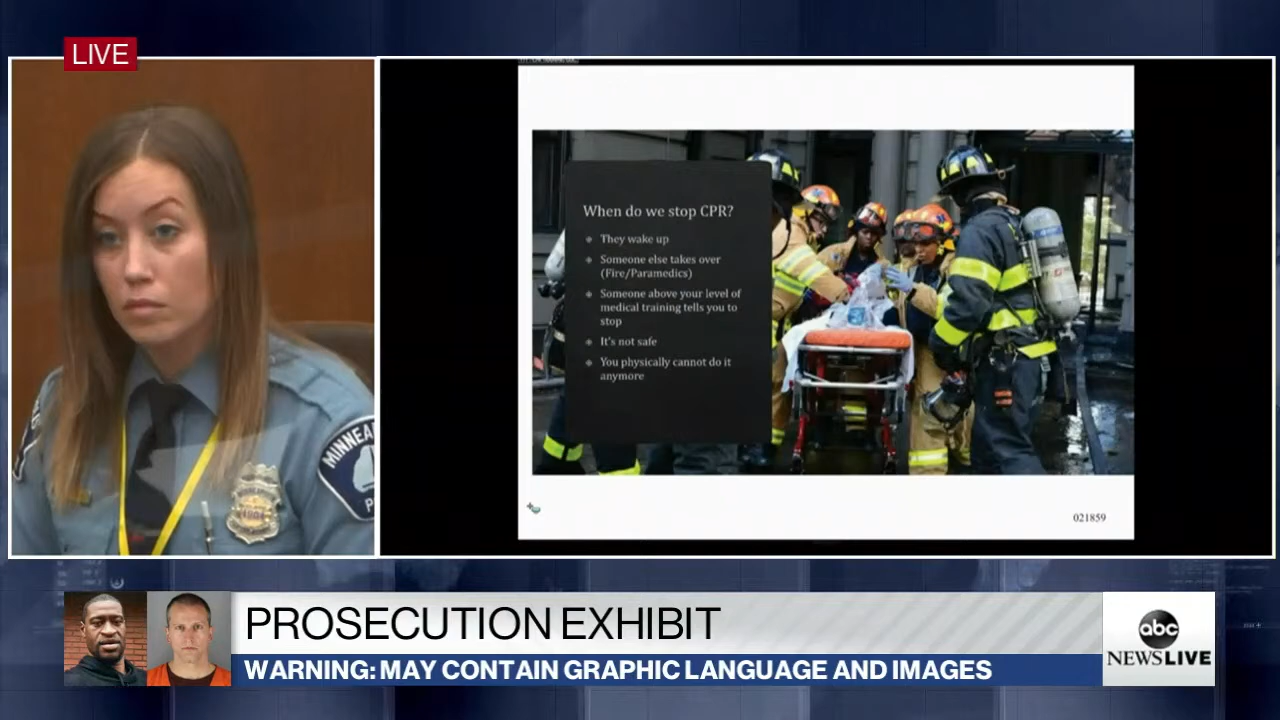 LIVE
When do we stop CPR?
They wake up
Someone else takes over
(Fire/Paramedics)
Someone above your level of
medical training tells you to
stop
It's not safe
You physically cannot do it
anymore
021859
MINNEA
P
PROSECUTION EXHIBIT
WARNING: MAY CONTAIN GRAPHIC LANGUAGE AND IMAGES
abc
NEWS LIVE